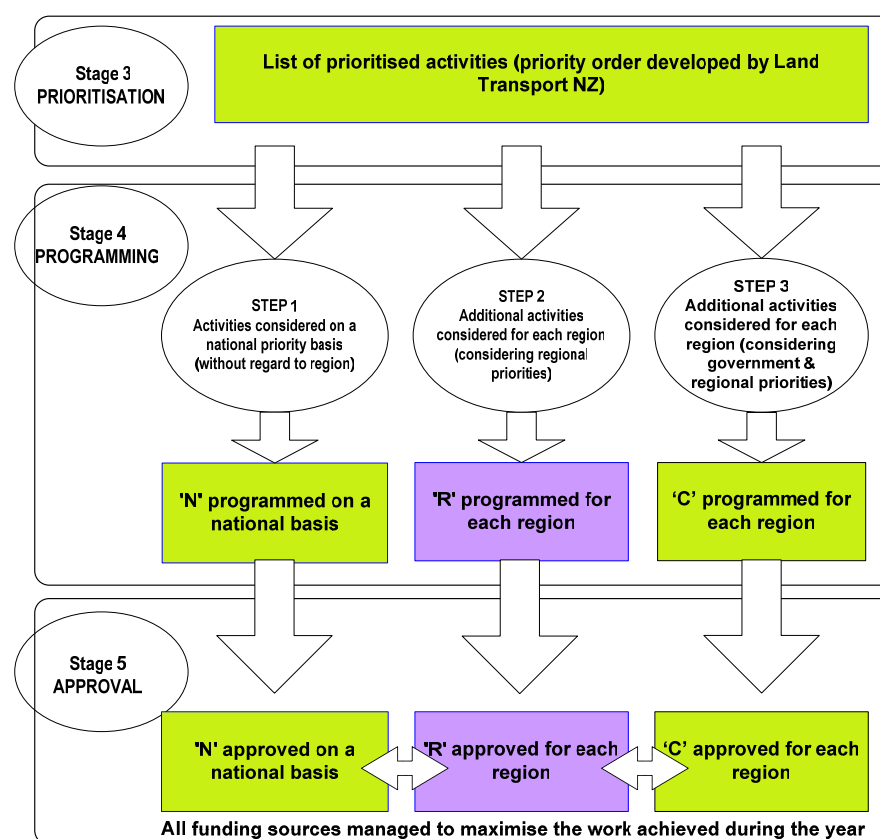 Stage 3
PRIORITISATION
List of prioritised activities (priority order developed by Land
Transport NZ)
Stage 4
PROGRAMMING
STEP 1
Activities considered on a
national priority basis
(without regard to region)
STEP 2
Additional activities
considered for each region
(considering regional
priorities)
STEP 3
Additional activities
considered for each
region (considering
government &
regional priorities)
'N' programmed on a
national basis
'R' programmed for
each region
‘C’ programmed for
each region
Stage 5
APPROVAL
'N' approved on a
national basis
'R' approved for each
region
‘C’ approved for each
region
All funding sources managed to maximise the work achieved during the year